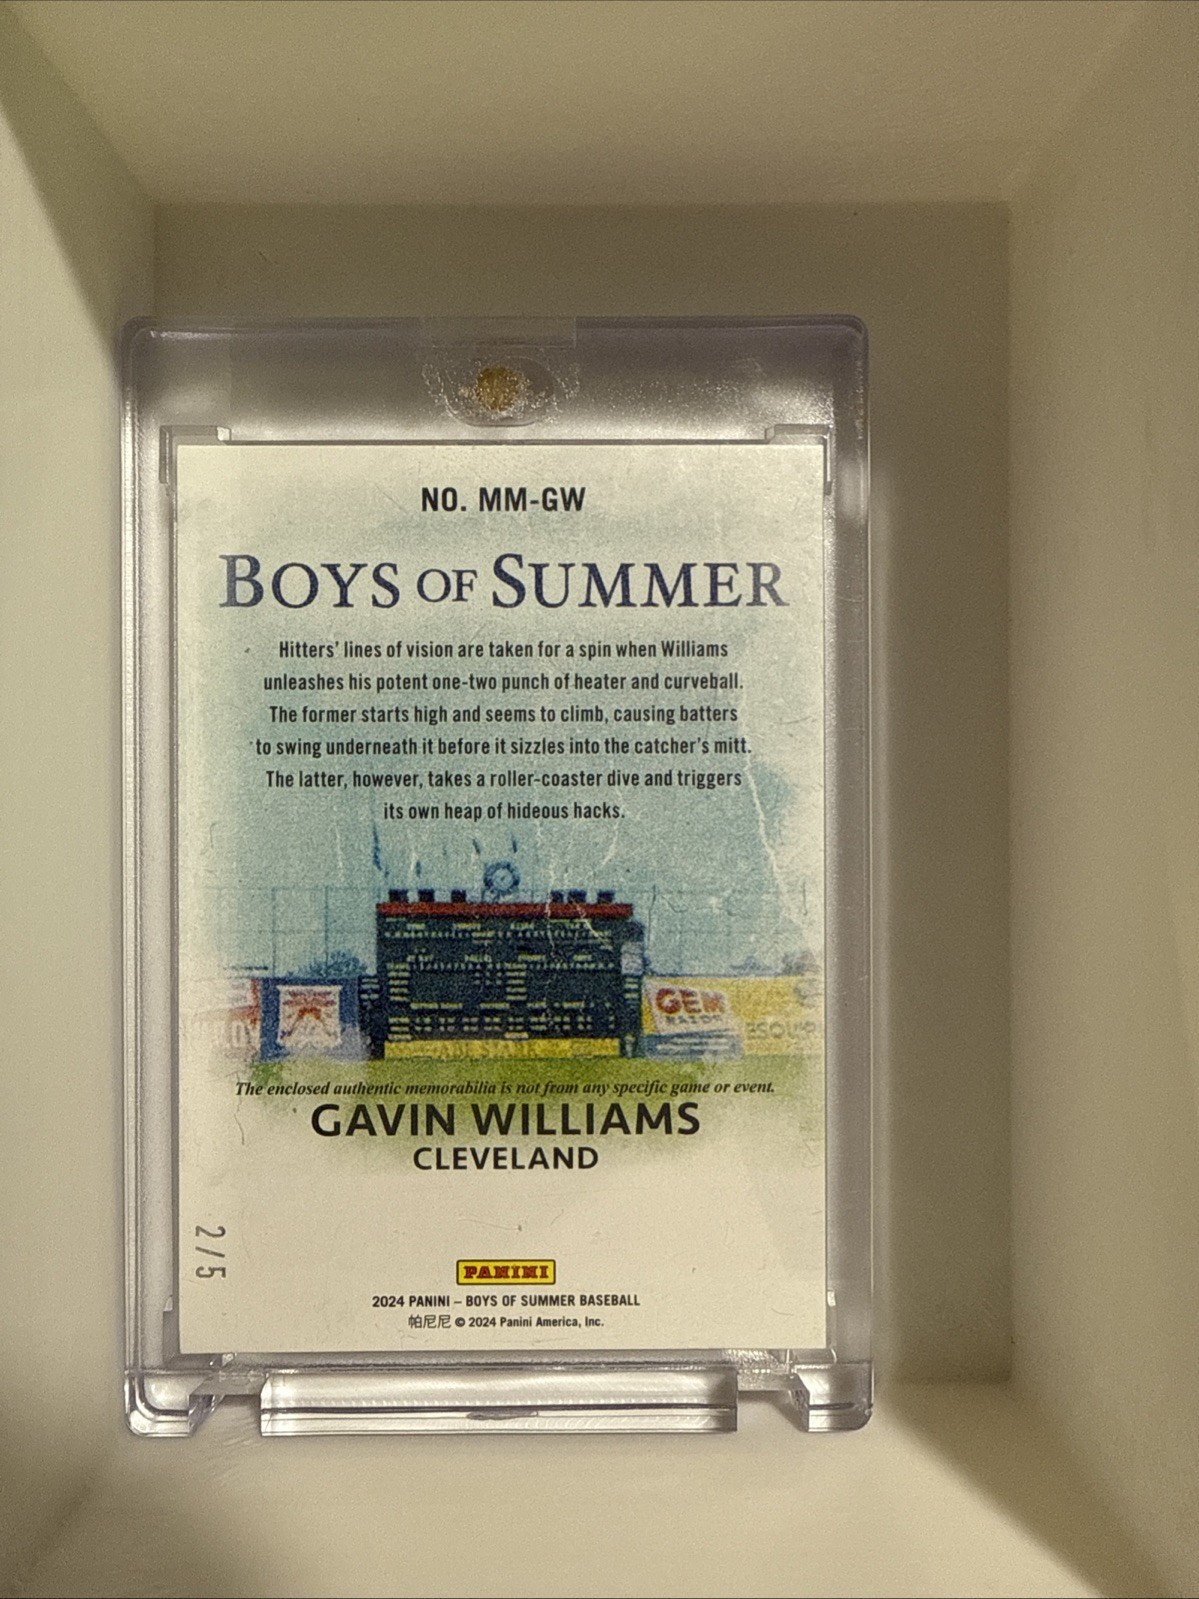 NO. MM-GW
BOYS OF SUMMER
Hitters' lines of vision are taken for a spin when Williams
unleashes his potent one-two punch of heater and curveball.
The former starts high and seems to climb, causing batters
to swing underneath it before it sizzles into the catcher's mitt.
The latter, however, takes a roller-coaster dive and triggers
its own heap of hideous hacks.
GEM
RAZOR
The enclosed authentic memorabilia is not from any specific game or event.
GAVIN WILLIAMS
CLEVELAND
2/5
PANINI
2024 PANINI – BOYS OF SUMMER BASEBALL
帕尼尼 © 2024 Panini America, Inc.